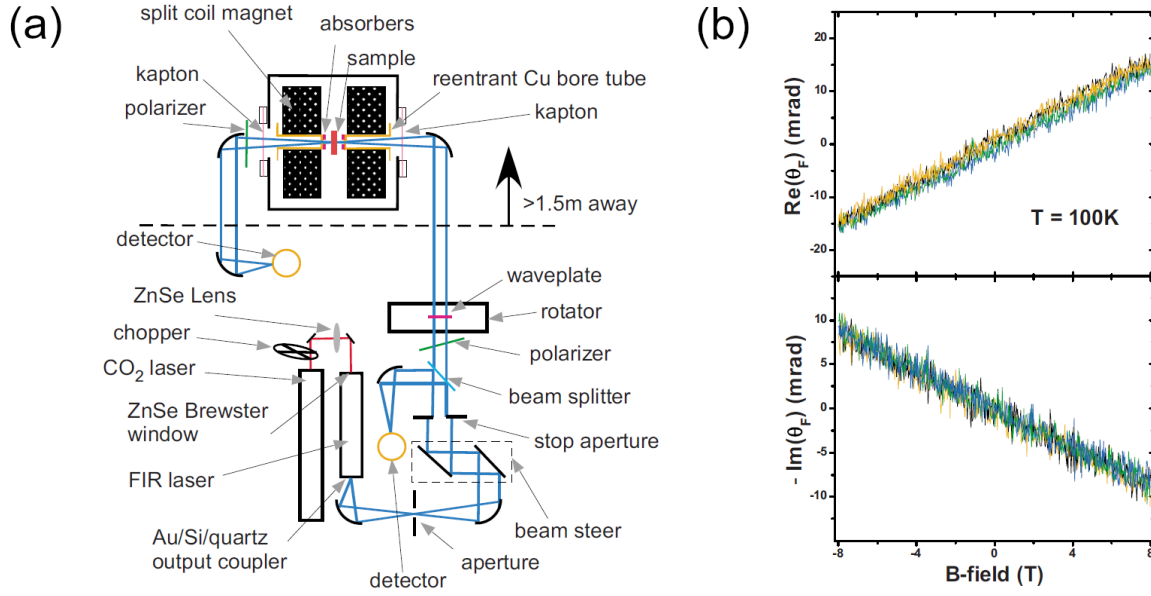 (a)
split coil magnet
absorbers
sample
kapton
reentrant Cu bore tube
polarizer
kapton
>1.5m away
detector
waveplate
ZnSe Lens
rotator
chopper
polarizer
CO2 laser
beam splitter
ZnSe Brewster
window
stop aperture
FIR laser
beam steer
Au/Si/quartz
output coupler
aperture
detector
(b)
Re(θF) (mrad)
20
10
0
-10
-20
T = 100K
- Im(θF) (mrad)
10
5
0
-5
-10
-8 -4 0 4 8
B-field (T)